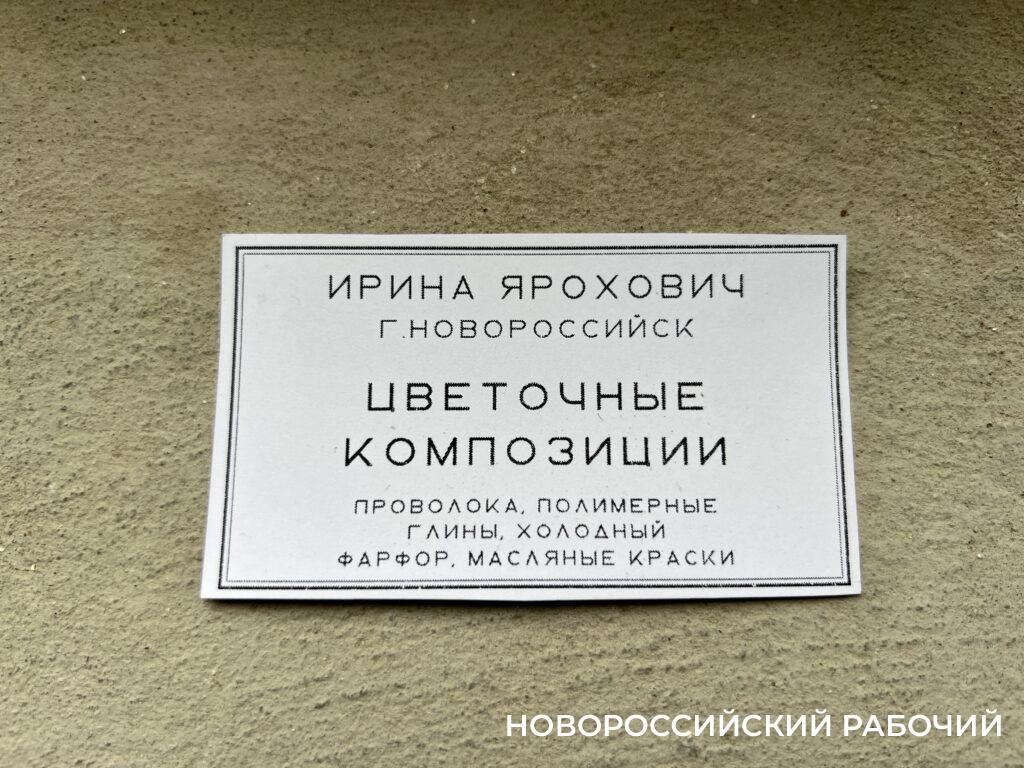 ИРИНА ЯРОХОВИЧ
Г.НОВОРОССИЙСК
ЦВЕТОЧНЫЕ
КОМПОЗИЦИИ
ПРОВОЛОКА, ПОЛИМЕРНЫЕ
ГЛИНЫ, ХОЛОДНЫЙ
ФАРФОР, МАСЛЯНЫЕ КРАСКИ
НОВОРОССИЙСКИЙ РАБОЧИЙ